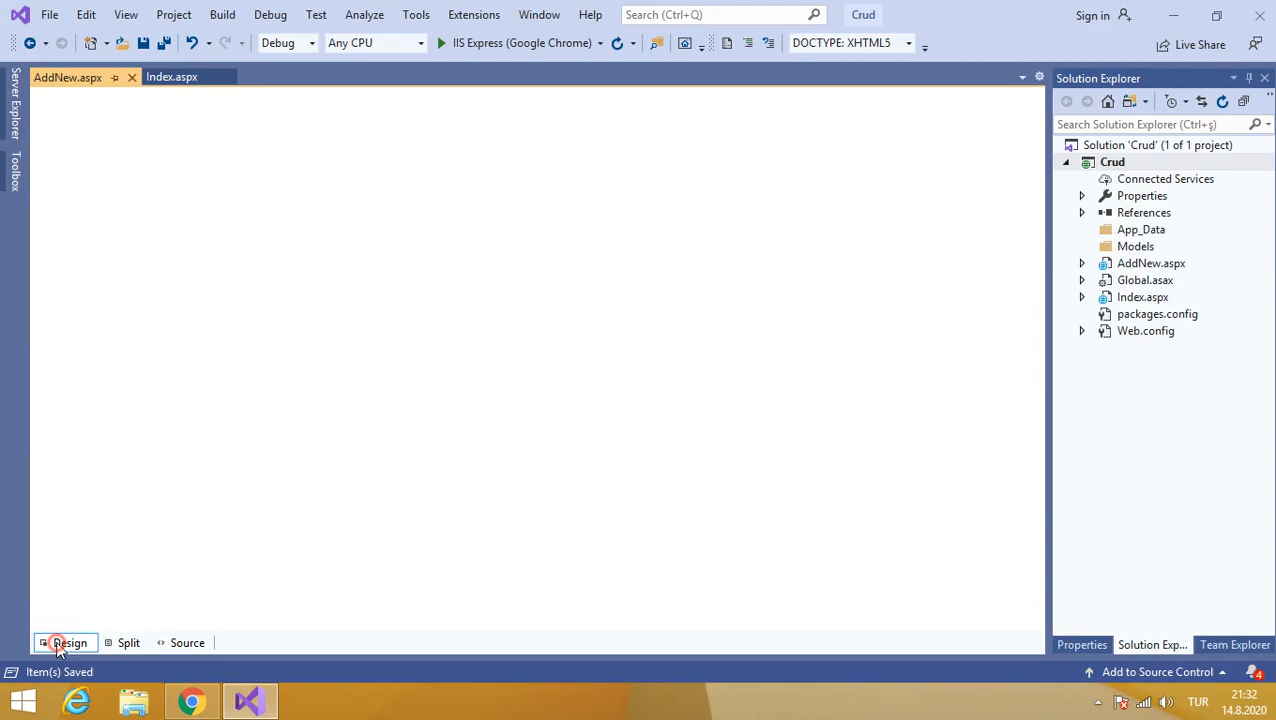 File Edit View Project Build Debug Test Analyze Tools Extensions Window Help Search (Ctrl+Q) Crud Sign in
Debug Any CPU IIS Express (Google Chrome) DOCTYPE: XHTML5 Live Share
Server Explorer
Toolbox
AddNew.aspx Index.aspx
Solution Explorer
Search Solution Explorer (Ctrl+ş)
Solution 'Crud' (1 of 1 project)
Crud
Connected Services
Properties
References
App_Data
Models
AddNew.aspx
Global.asax
Index.aspx
packages.config
Web.config
Design Split Source
Properties Solution Exp... Team Explorer
Item(s) Saved Add to Source Control 4
TUR 21:32
14.8.2020